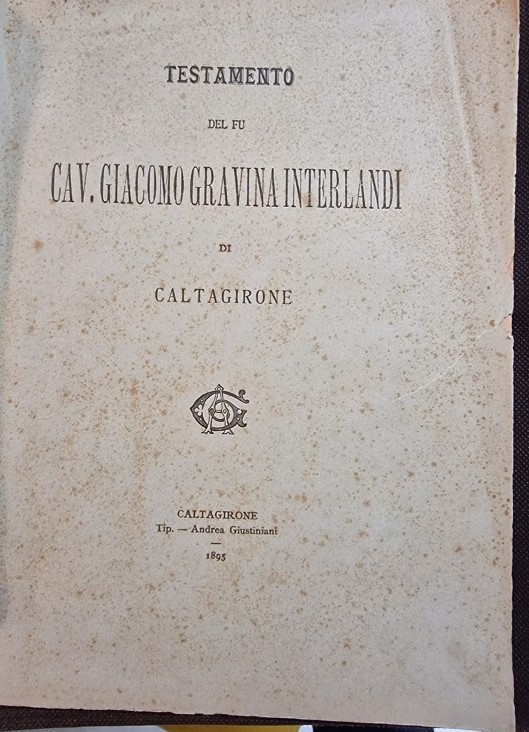 TESTAMENTO
DEL FU
CAV. GIACOMO GRAVINA INTERLANDI
DI
CALTAGIRONE
CALTAGIRONE
Tip. — Andrea Giustiniani
—
1895